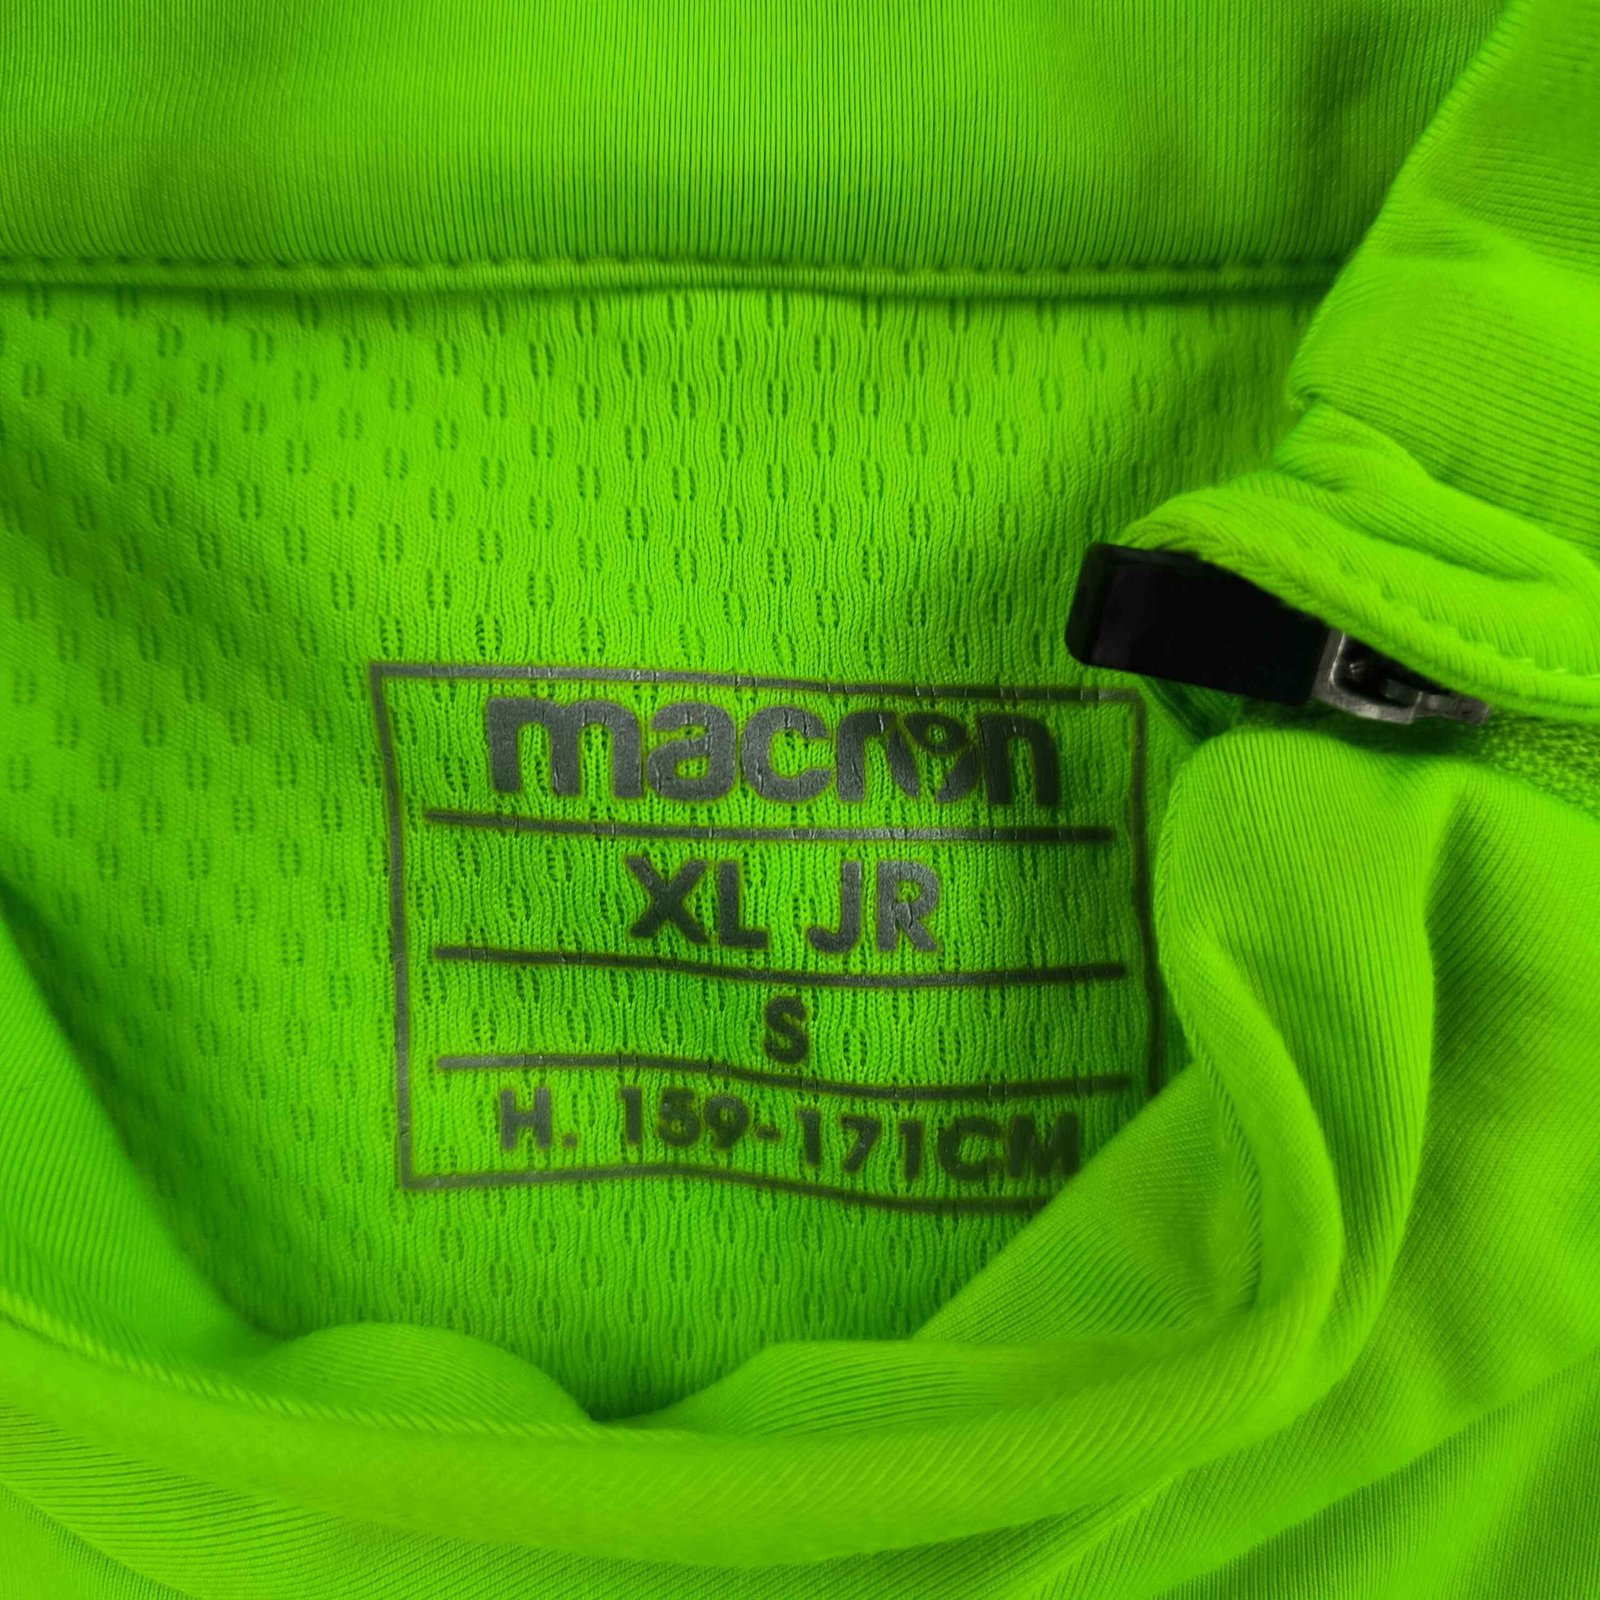 macron
XL JR
S
H. 159-171CM